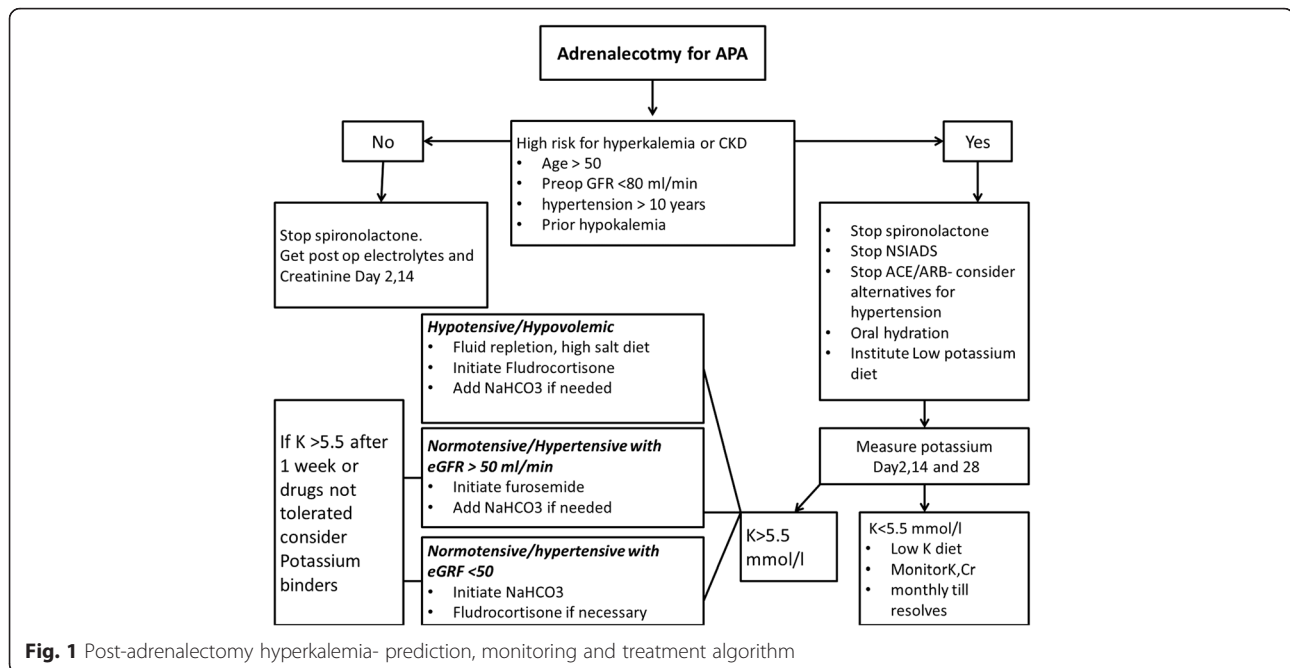 Adrenalecotmy for APA
No
High risk for hyperkalemia or CKD
• Age > 50
• Preop GFR <80 ml/min
• hypertension > 10 years
• Prior hypokalemia
Yes
Stop spironolactone.
Get post op electrolytes and
Creatinine Day 2,14
• Stop spironolactone
• Stop NSIADS
• Stop ACE/ARB- consider
alternatives for
hypertension
• Oral hydration
• Institute Low potassium
diet
Measure potassium
Day2,14 and 28
K<5.5 mmol/l
• Low K diet
• MonitorK,Cr
• monthly till
resolves
K>5.5
mmol/l
Hypotensive/Hypovolemic
• Fluid repletion, high salt diet
• Initiate Fludrocortisone
• Add NaHCO3 if needed
Normotensive/Hypertensive with
eGFR > 50 ml/min
• Initiate furosemide
• Add NaHCO3 if needed
Normotensive/hypertensive with
eGRF <50
• Initiate NaHCO3
• Fludrocortisone if necessary
If K >5.5 after
1 week or
drugs not
tolerated
consider
Potassium
binders
Fig. 1 Post-adrenalectomy hyperkalemia- prediction, monitoring and treatment algorithm